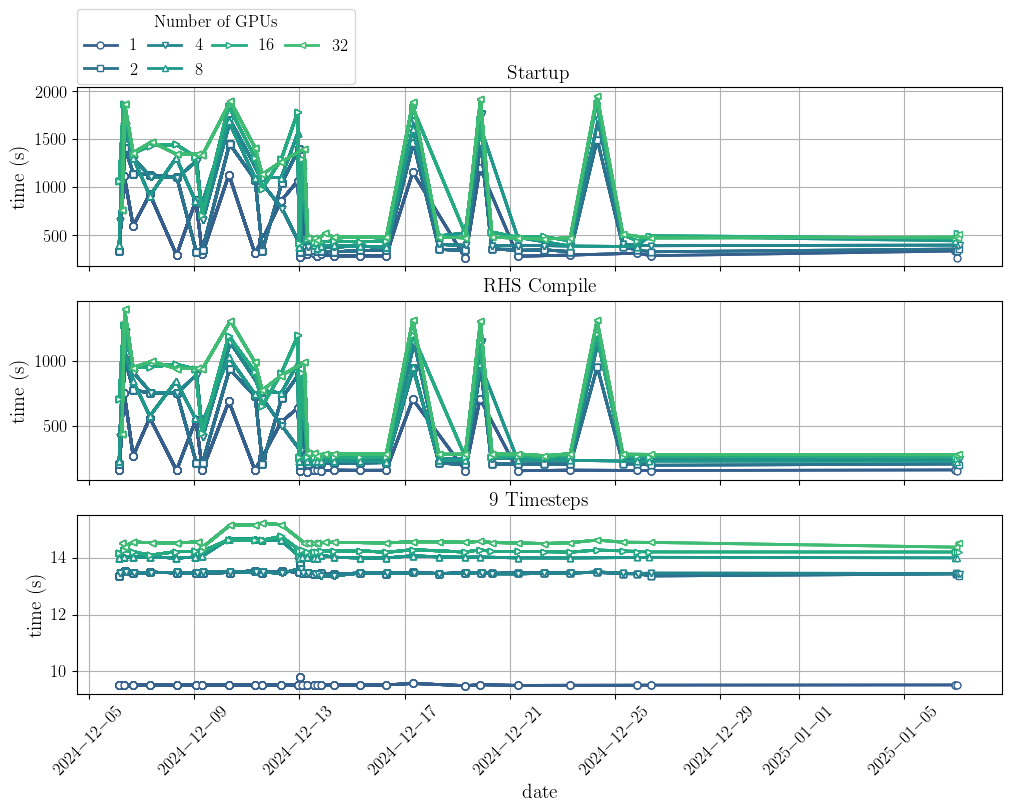 Number of GPUs
1 4 16 32
2 8
Startup
2000
1500
1000
500
time (s)
RHS Compile
1000
500
time (s)
9 Timesteps
14
12
10
time (s)
2024−12−05 2024−12−09 2024−12−13 2024−12−17 2024−12−21 2024−12−25 2024−12−29 2025−01−01 2025−01−05
date